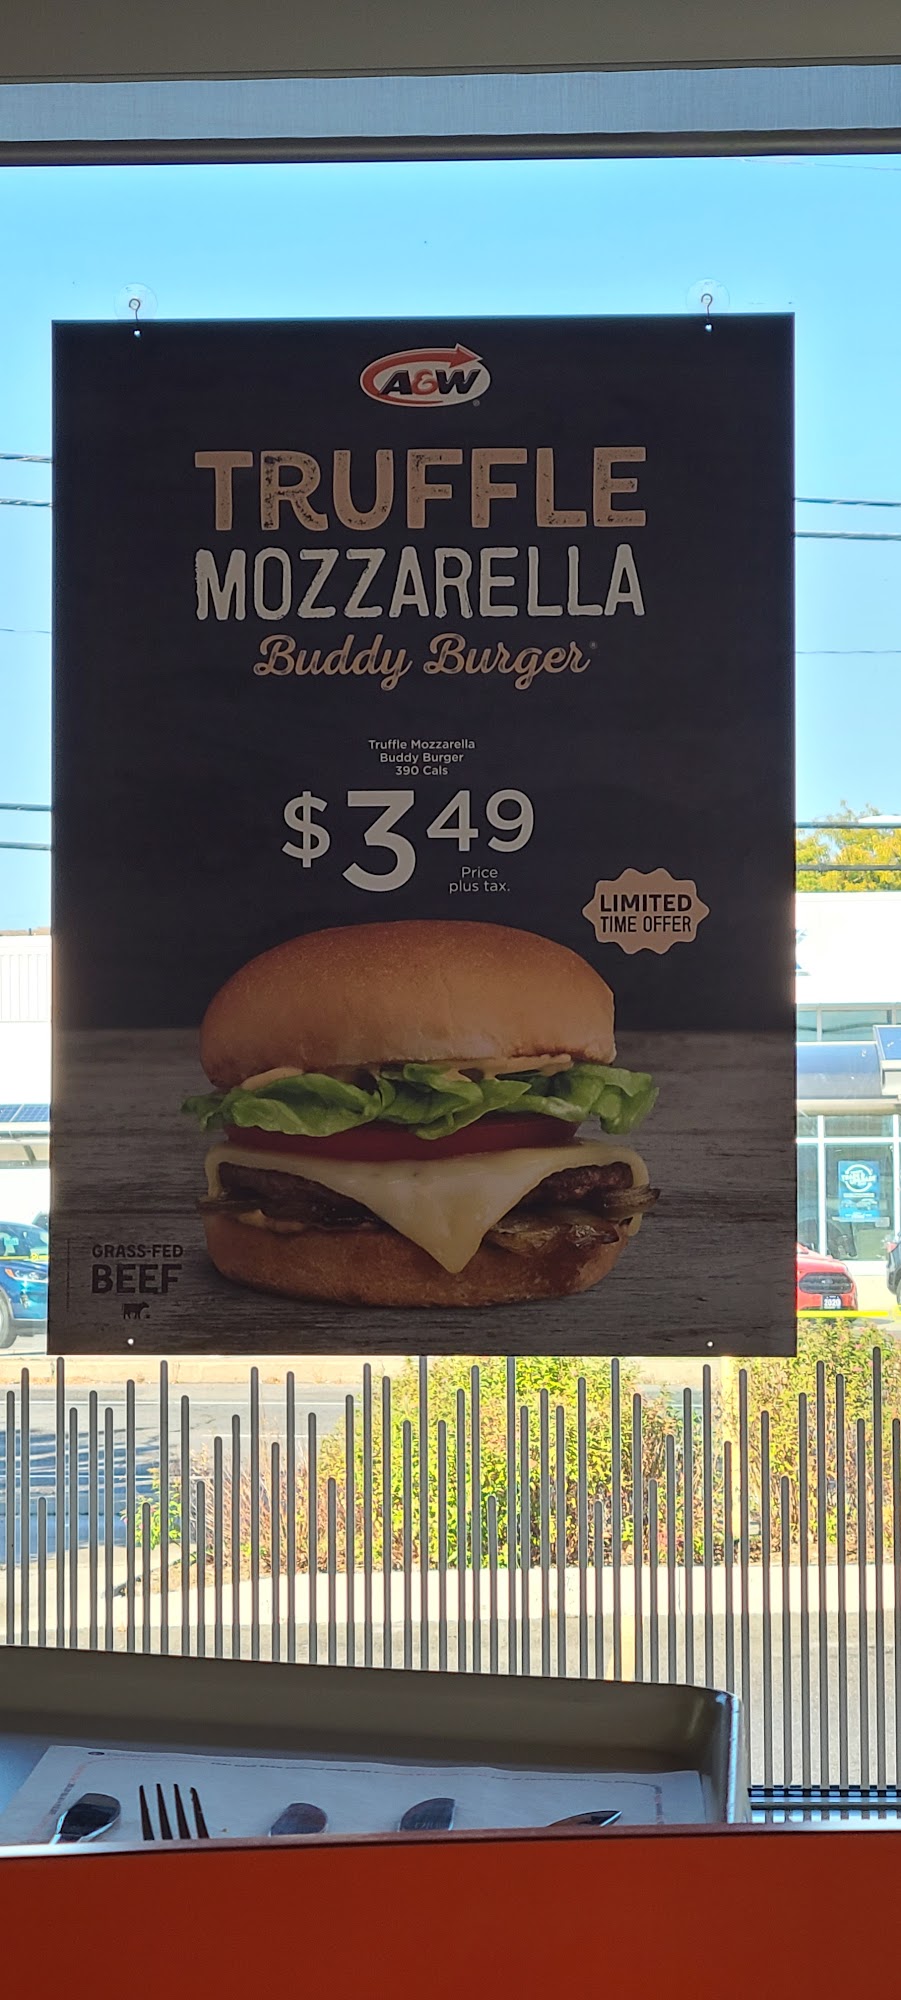 A&W
TRUFFLE
MOZZARELLA
Buddy Burger
Truffle Mozzarella
Buddy Burger
390 Cals
$3 49
Price
plus tax.
LIMITED
TIME OFFER
GRASS-FED
BEEF